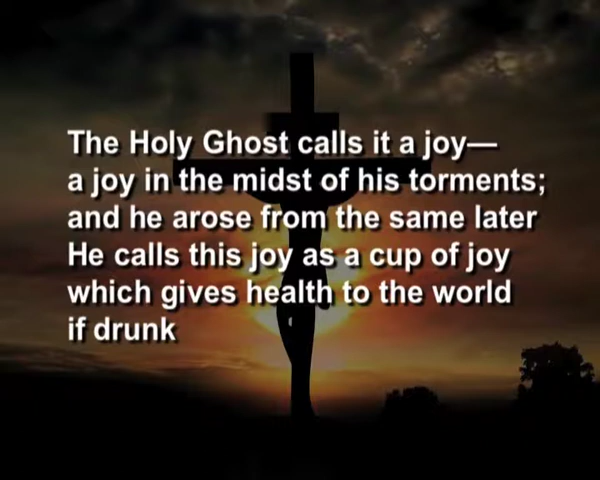 The Holy Ghost calls it a joy—
a joy in the midst of his torments;
and he arose from the same later
He calls this joy as a cup of joy
which gives health to the world
if drunk